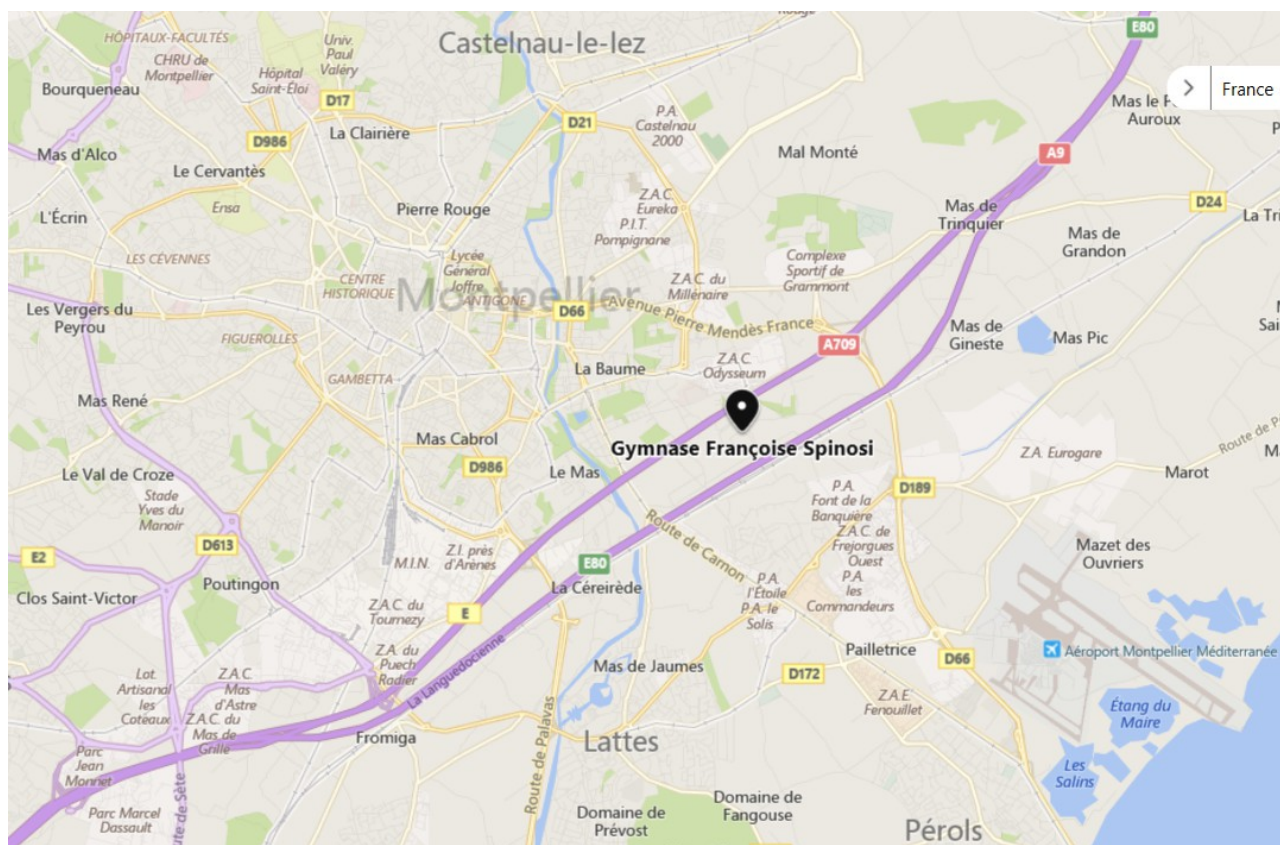 HÔPITAUX-FACULTÉS
CHRU de
Montpellier
Bourqueneau
Hôpital
Saint-Éloi
Univ.
Paul
Valéry
Castelnau-le-lez
E80
France
D17
D21
P.A.
Castelnau
2000
Mas le
Auroux
La Clairière
D986
Mal Monté
A9
Mas d'Alco
Le Cervantès
Z.A.C.
Eureka
P.I.T.
Pompignane
Mas de
Trinquier
D24
L'Écrin
Ensa
Pierre Rouge
Mas de
Grandon
LES CÉVENNES
CENTRE
HISTORIQUE
Lycée
Général
Joffre
ANTIGONE
Montpellier
Z.A.C. du
Millénaire
Complexe
Sportif de
Grammont
Les Vergers du
Peyrou
D66
Avenue Pierre Mendès France
FIGUEROLLES
A709
Mas de
Gineste
Mas Pic
GAMBETTA
La Baume
Z.A.C.
Odysseum
Mas René
Mas Cabrol
Gymnase Françoise Spinosi
Z.A. Eurogare
Le Val de Croze
D986
Le Mas
Marot
Stade
Yves du
Manoir
P.A.
Font de la
Banquière
D189
D613
Route de Carnon
Z.A.C. de
Frejorgues
Ouest
Mazet des
Ouvriers
E2
M.I.N.
Z.I. près
d'Arènes
E80
Clos Saint-Victor
Poutingon
La Céreirède
P.A.
l'Étoile
P.A. le
Solis
P.A.
les
Commandeurs
Z.A.C. du
Tournezy
E
Z.A. du
Puech
Radier
La Languedocienne
Mas de Jaumes
Pailletrice
D66
Aéroport Montpellier Méditerranée
Lot.
Artisanal
les
Coteaux
Z.A.C.
Mas
d'Astre
Z.A.C. du
Mas de
Grille
D172
Z.A.E.
Fenouillet
Étang du
Maire
Fromiga
Route de Palavas
Lattes
Parc
Jean
Monnet
Les
Salins
Parc Marcel
Dassault
Domaine de
Prévost
Domaine de
Fangouse
Pérols